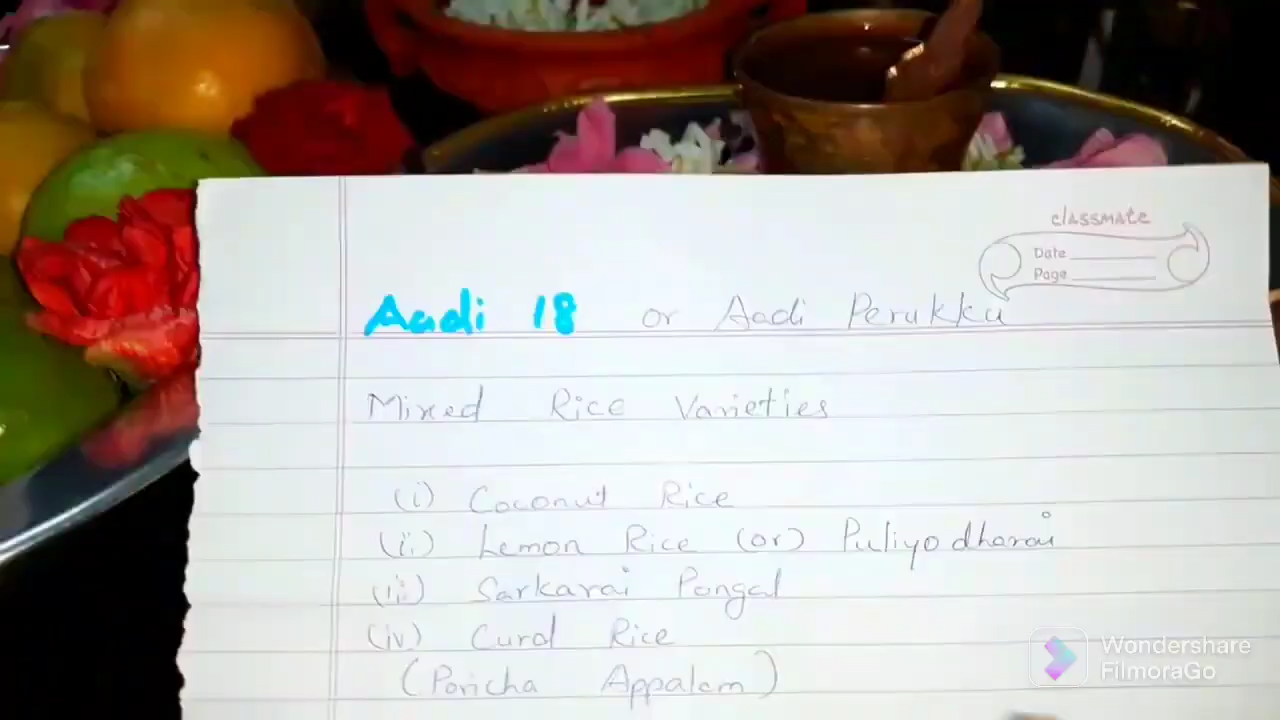 classmate
Date
Page
Aadi 18 or Aadi Perukku
Mixed Rice Varieties
(i) Coconut Rice
(ii) Lemon Rice (or) Puliyodharai
(iii) Sarkarai Pongal
(iv) Curd Rice
(Poricha Appalam)
Wondershare
FilmoraGo